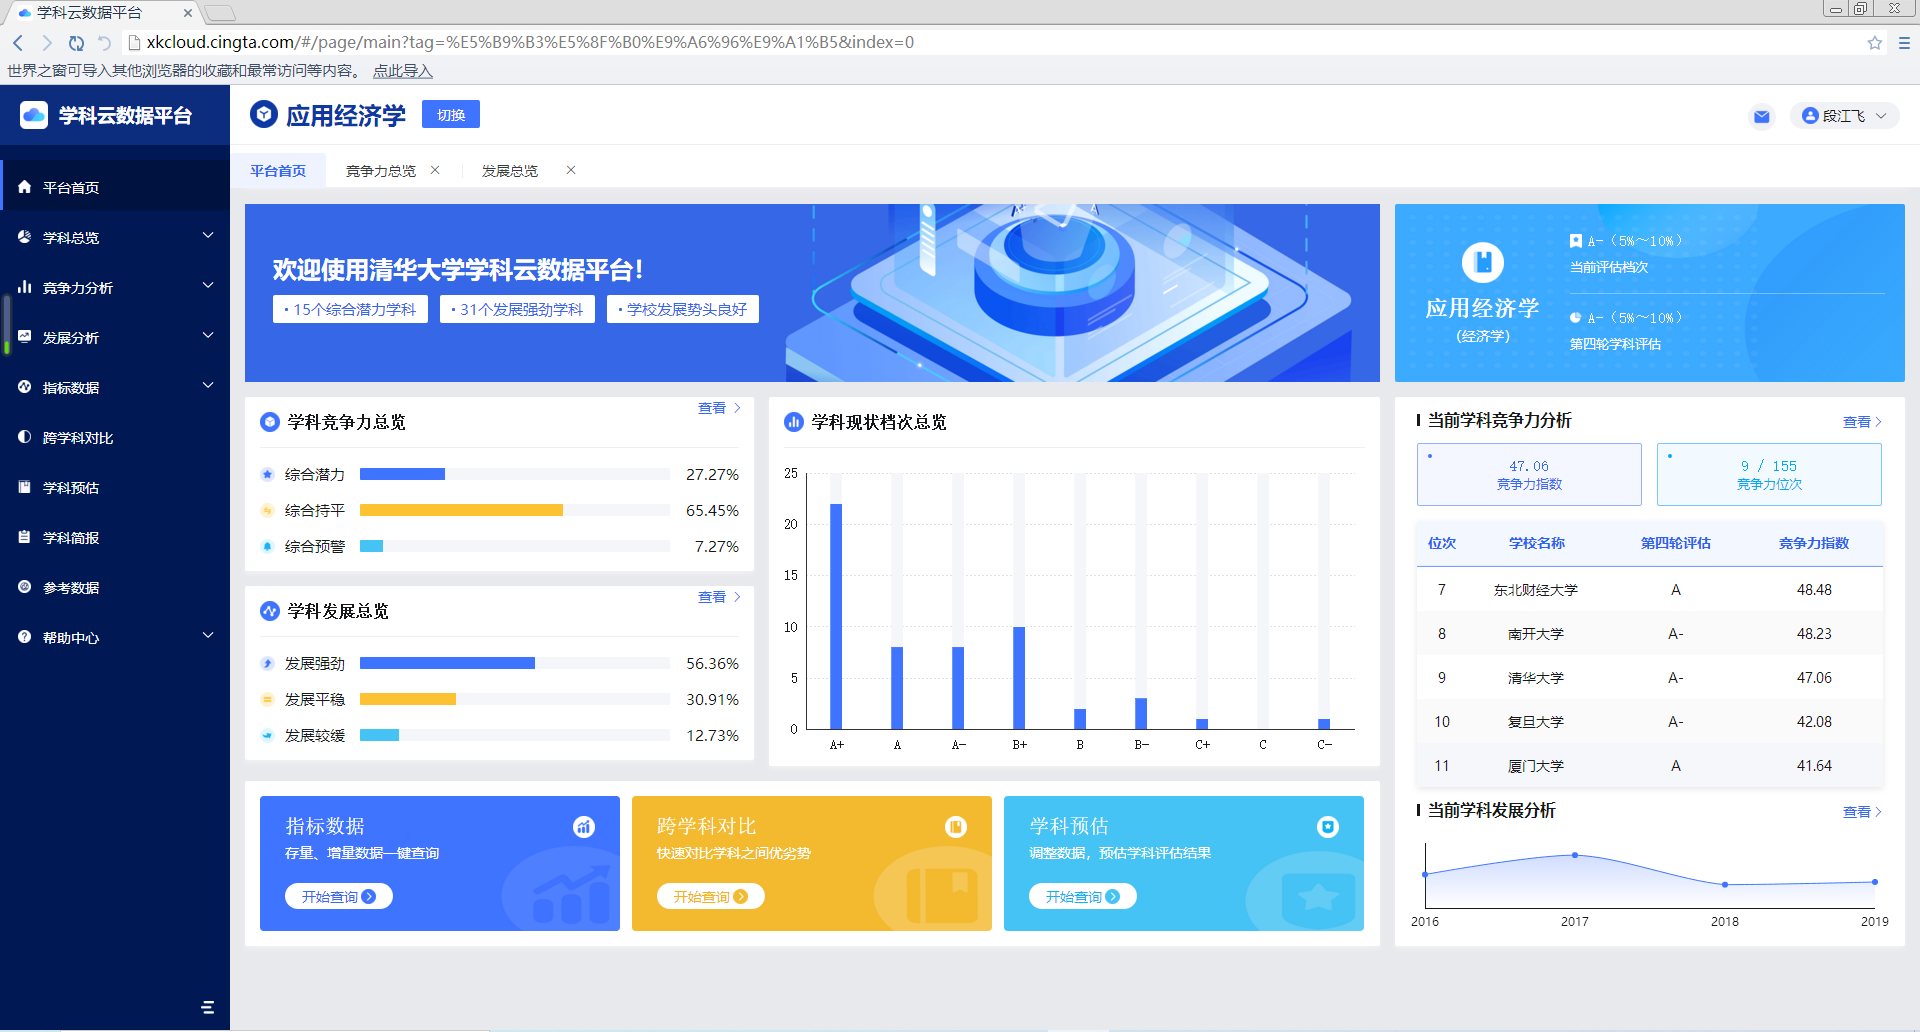 学科云数据平台
xkcloud.cingta.com/#/page/main?tag=%E5%B9%B3%E5%8F%B0%E9%A6%96%E9%A1%B5&index=0
世界之窗可导入其他浏览器的收藏和最常访问等内容。 点此导入
学科云数据平台
平台首页
学科总览
竞争力分析
发展分析
指标数据
跨学科对比
学科预估
学科简报
参考数据
帮助中心
应用经济学 切换
段江飞
平台首页 竞争力总览 发展总览
欢迎使用清华大学学科云数据平台！
· 15个综合潜力学科 · 31个发展强劲学科 · 学校发展势头良好
应用经济学
(经济学)
A-（5%～10%）
当前评估档次
A-（5%～10%）
第四轮学科评估
学科竞争力总览 查看
综合潜力 27.27%
综合持平 65.45%
综合预警 7.27%
学科发展总览 查看
发展强劲 56.36%
发展平稳 30.91%
发展较缓 12.73%
学科现状档次总览
25
20
15
10
5
0
A+ A A- B+ B B- C+ C C-
当前学科竞争力分析 查看
47.06
竞争力指数
9 / 155
竞争力位次
位次 学校名称 第四轮评估 竞争力指数
7 东北财经大学 A 48.48
8 南开大学 A- 48.23
9 清华大学 A- 47.06
10 复旦大学 A- 42.08
11 厦门大学 A 41.64
当前学科发展分析 查看
2016 2017 2018 2019
指标数据
存量、增量数据一键查询
开始查询
跨学科对比
快速对比学科之间优劣势
开始查询
学科预估
调整数据，预估学科评估结果
开始查询